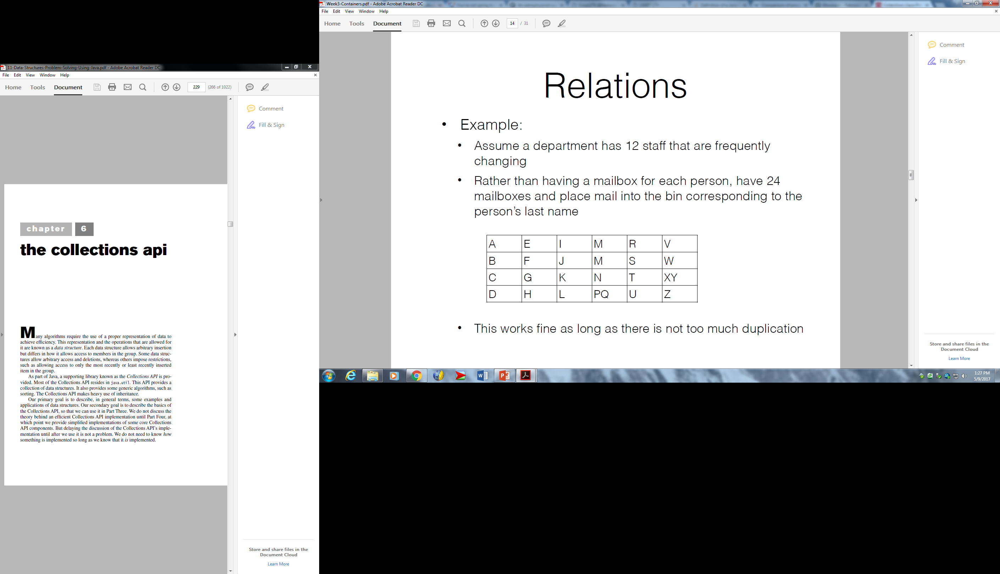 11-Data-Structures-Problem-Solving-Using-Java.pdf - Adobe Acrobat Reader DC
File Edit View Window Help
Home Tools Document 229 (266 of 1022)
Comment
Fill & Sign
chapter 6
the collections api
Many algorithms require the use of a proper representation of data to
achieve efficiency. This representation and the operations that are allowed for
it are known as a data structure. Each data structure allows arbitrary insertion
but differs in how it allows access to members in the group. Some data struc-
tures allow arbitrary access and deletions, whereas others impose restrictions,
such as allowing access to only the most recently or least recently inserted
item in the group.
As part of Java, a supporting library known as the Collections API is pro-
vided. Most of the Collections API resides in java.util. This API provides a
collection of data structures. It also provides some generic algorithms, such as
sorting. The Collections API makes heavy use of inheritance.
Our primary goal is to describe, in general terms, some examples and
applications of data structures. Our secondary goal is to describe the basics of
the Collections API, so that we can use it in Part Three. We do not discuss the
theory behind an efficient Collections API implementation until Part Four, at
which point we provide simplified implementations of some core Collections
API components. But delaying the discussion of the Collections API's imple-
mentation until after we use it is not a problem. We do not need to know how
something is implemented so long as we know that it is implemented.
Store and share files in the
Document Cloud
Learn More
Week3-Containers.pdf - Adobe Acrobat Reader DC
File Edit View Window Help
Home Tools Document 14 / 31
Comment
Fill & Sign
Relations
• Example:
• Assume a department has 12 staff that are frequently
changing
• Rather than having a mailbox for each person, have 24
mailboxes and place mail into the bin corresponding to the
person's last name
A E I M R V
B F J M S W
C G K N T XY
D H L PQ U Z
• This works fine as long as there is not too much duplication
Store and share files in the
Document Cloud
Learn More
1:27 PM
5/9/2017